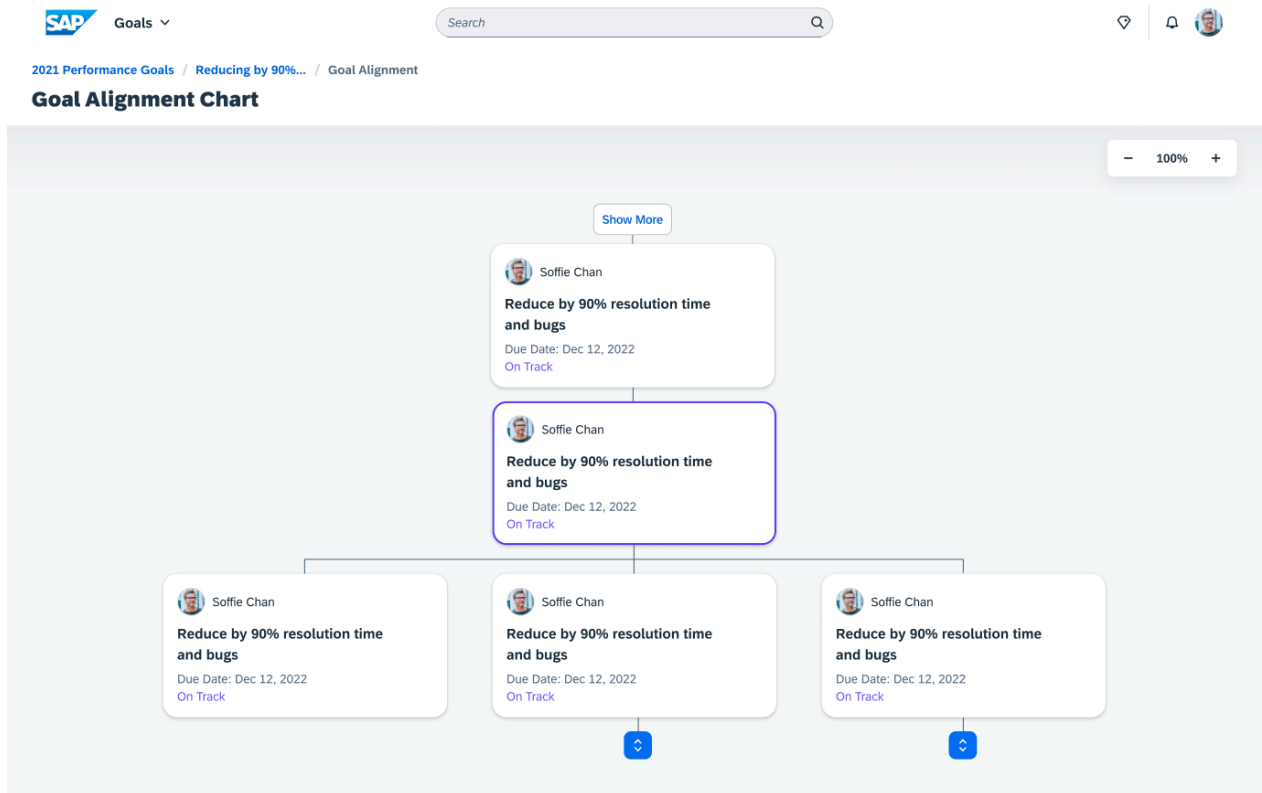 SAP Goals
Search
2021 Performance Goals / Reducing by 90%... / Goal Alignment
Goal Alignment Chart
− 100% +
Show More
Soffie Chan
Reduce by 90% resolution time
and bugs
Due Date: Dec 12, 2022
On Track
Soffie Chan
Reduce by 90% resolution time
and bugs
Due Date: Dec 12, 2022
On Track
Soffie Chan
Reduce by 90% resolution time
and bugs
Due Date: Dec 12, 2022
On Track
Soffie Chan
Reduce by 90% resolution time
and bugs
Due Date: Dec 12, 2022
On Track
Soffie Chan
Reduce by 90% resolution time
and bugs
Due Date: Dec 12, 2022
On Track